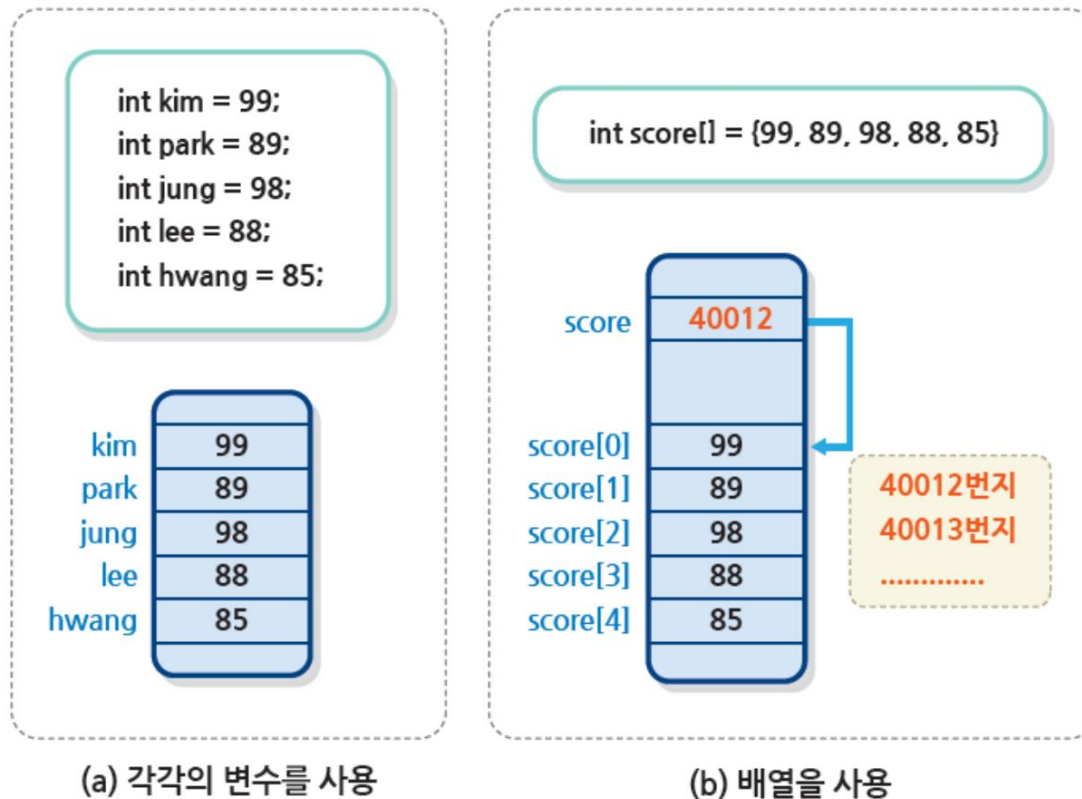 int kim = 99;
int park = 89;
int jung = 98;
int lee = 88;
int hwang = 85;
kim 99
park 89
jung 98
lee 88
hwang 85
(a) 각각의 변수를 사용
int score[] = {99, 89, 98, 88, 85}
score 40012
score[0] 99
score[1] 89
score[2] 98
score[3] 88
score[4] 85
40012번지
40013번지
.............
(b) 배열을 사용